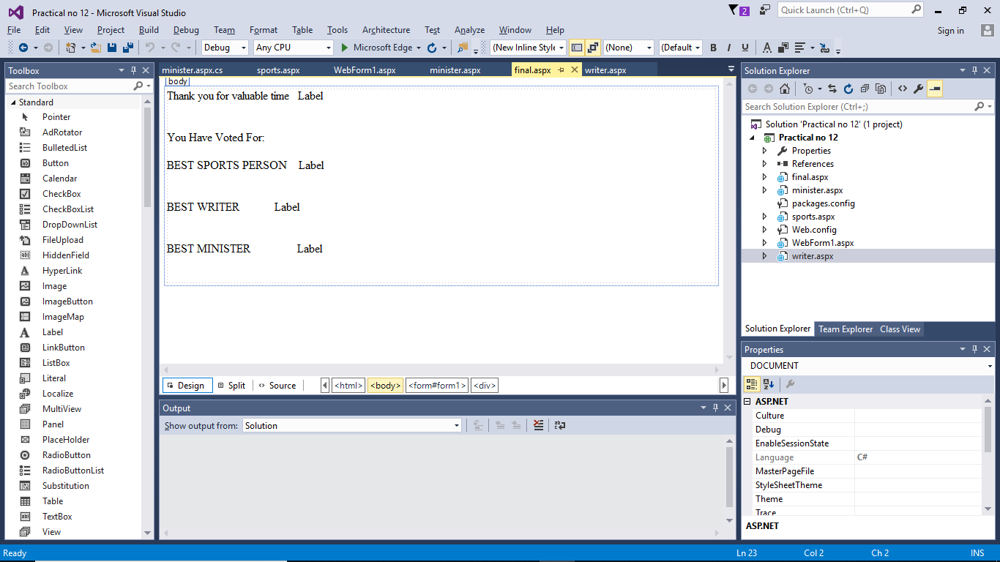 Practical no 12 - Microsoft Visual Studio
2
Quick Launch (Ctrl+Q)
File Edit View Project Build Debug Team Format Table Tools Architecture Test Analyze Window Help
Sign in
Debug Any CPU Microsoft Edge (New Inline Style (None) (Default B I U A
Toolbox
Search Toolbox
Standard
Pointer
AdRotator
BulletedList
Button
Calendar
CheckBox
CheckBoxList
DropDownList
FileUpload
HiddenField
HyperLink
Image
ImageButton
ImageMap
Label
LinkButton
ListBox
Literal
Localize
MultiView
Panel
PlaceHolder
RadioButton
RadioButtonList
Substitution
Table
TextBox
View
minister.aspx.cs sports.aspx WebForm1.aspx minister.aspx final.aspx writer.aspx
body
Thank you for valuable time Label
You Have Voted For:
BEST SPORTS PERSON Label
BEST WRITER Label
BEST MINISTER Label
Design Split Source <html> <body> <form#form1> <div>
Output
Show output from: Solution
Solution Explorer
Search Solution Explorer (Ctrl+;)
Solution 'Practical no 12' (1 project)
Practical no 12
Properties
References
final.aspx
minister.aspx
packages.config
sports.aspx
Web.config
WebForm1.aspx
writer.aspx
Solution Explorer Team Explorer Class View
Properties
DOCUMENT
ASP.NET
Culture
Debug
EnableSessionState
Language C#
MasterPageFile
StyleSheetTheme
Theme
Trace
ASP.NET
Ready Ln 23 Col 2 Ch 2 INS